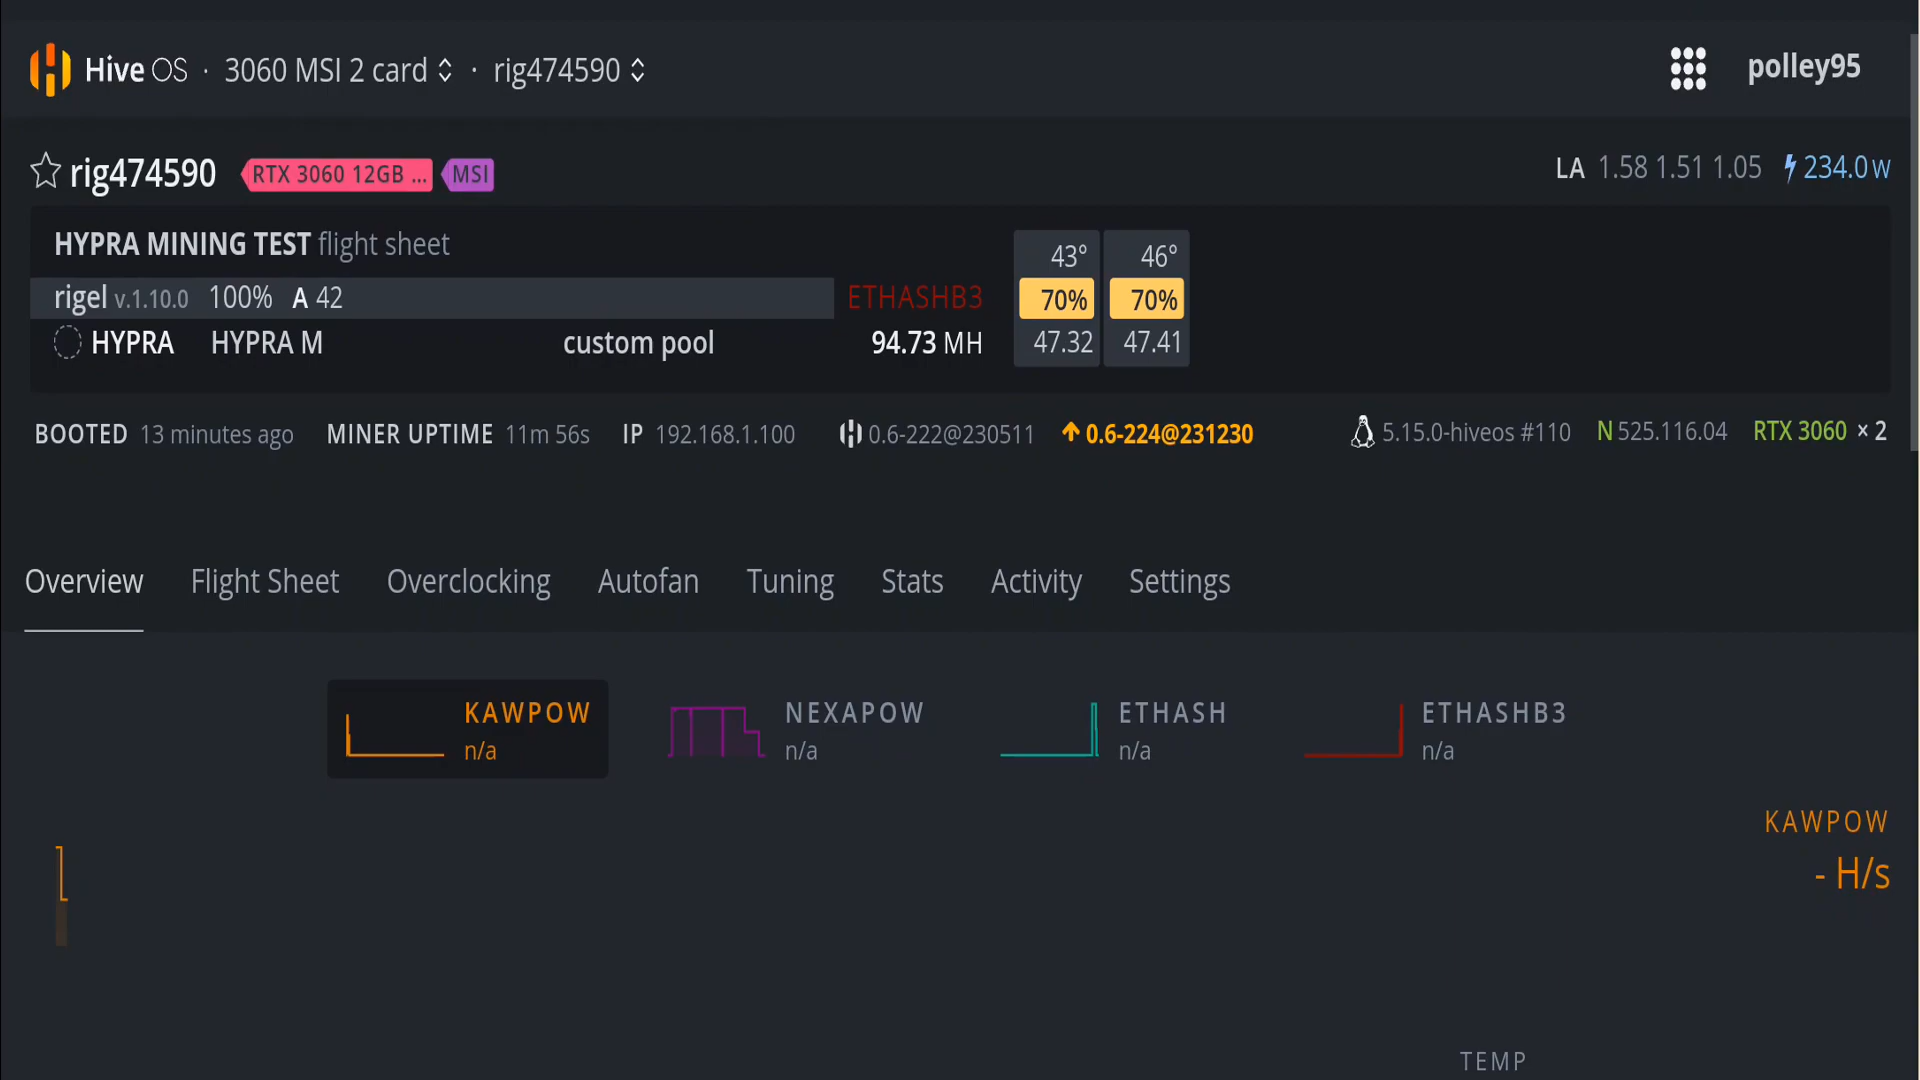 Hive OS · 3060 MSI 2 card · rig474590 polley95
rig474590 RTX 3060 12GB ... MSI LA 1.58 1.51 1.05 234.0 W
HYPRA MINING TEST flight sheet 43° 46°
rigel v.1.10.0 100% A 42 ETHASHB3 70% 70%
HYPRA HYPRA M custom pool 94.73 MH 47.32 47.41
BOOTED 13 minutes ago MINER UPTIME 11m 56s IP 192.168.1.100 0.6-222@230511 0.6-224@231230 5.15.0-hiveos #110 N 525.116.04 RTX 3060 × 2
Overview Flight Sheet Overclocking Autofan Tuning Stats Activity Settings
KAWPOW NEXAPOW ETHASH ETHASHB3
n/a n/a n/a n/a
KAWPOW
- H/s
TEMP